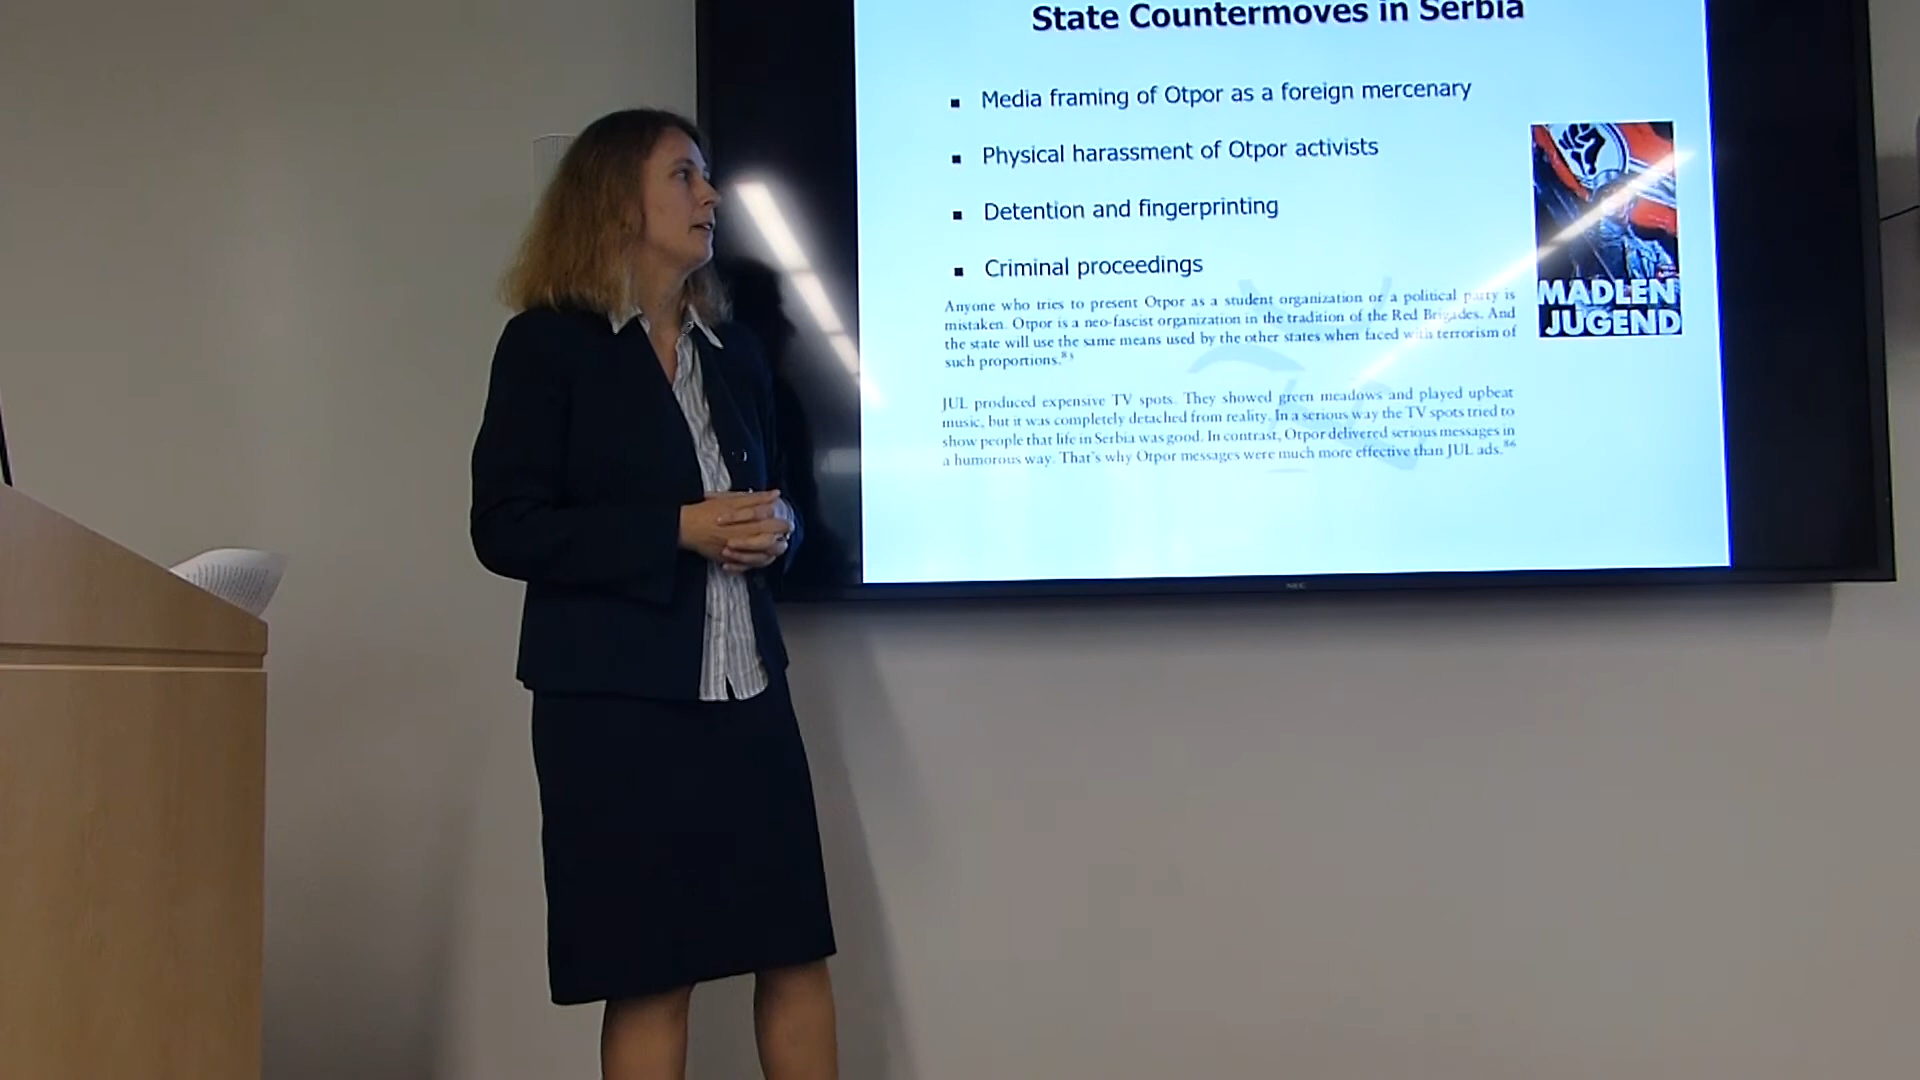 State Countermoves in Serbia
▪ Media framing of Otpor as a foreign mercenary
▪ Physical harassment of Otpor activists
▪ Detention and fingerprinting
▪ Criminal proceedings
MADLEN
JUGEND
Anyone who tries to present Otpor as a student organization or a political party is
mistaken. Otpor is a neo-fascist organization in the tradition of the Red Brigades. And
the state will use the same means used by the other states when faced with terrorism of
such proportions.⁸⁵
JUL produced expensive TV spots. They showed green meadows and played upbeat
music, but it was completely detached from reality. In a serious way the TV spots tried to
show people that life in Serbia was good. In contrast, Otpor delivered serious messages in
a humorous way. That's why Otpor messages were much more effective than JUL ads.⁸⁶
NEC